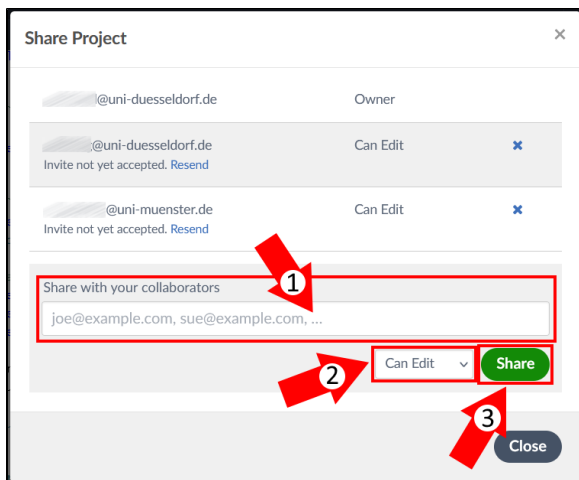 Share Project ×
@uni-duesseldorf.de Owner
@uni-duesseldorf.de Can Edit ×
Invite not yet accepted. Resend
@uni-muenster.de Can Edit ×
Invite not yet accepted. Resend
1
Share with your collaborators
joe@example.com, sue@example.com, ...
2 Can Edit Share
3
Close